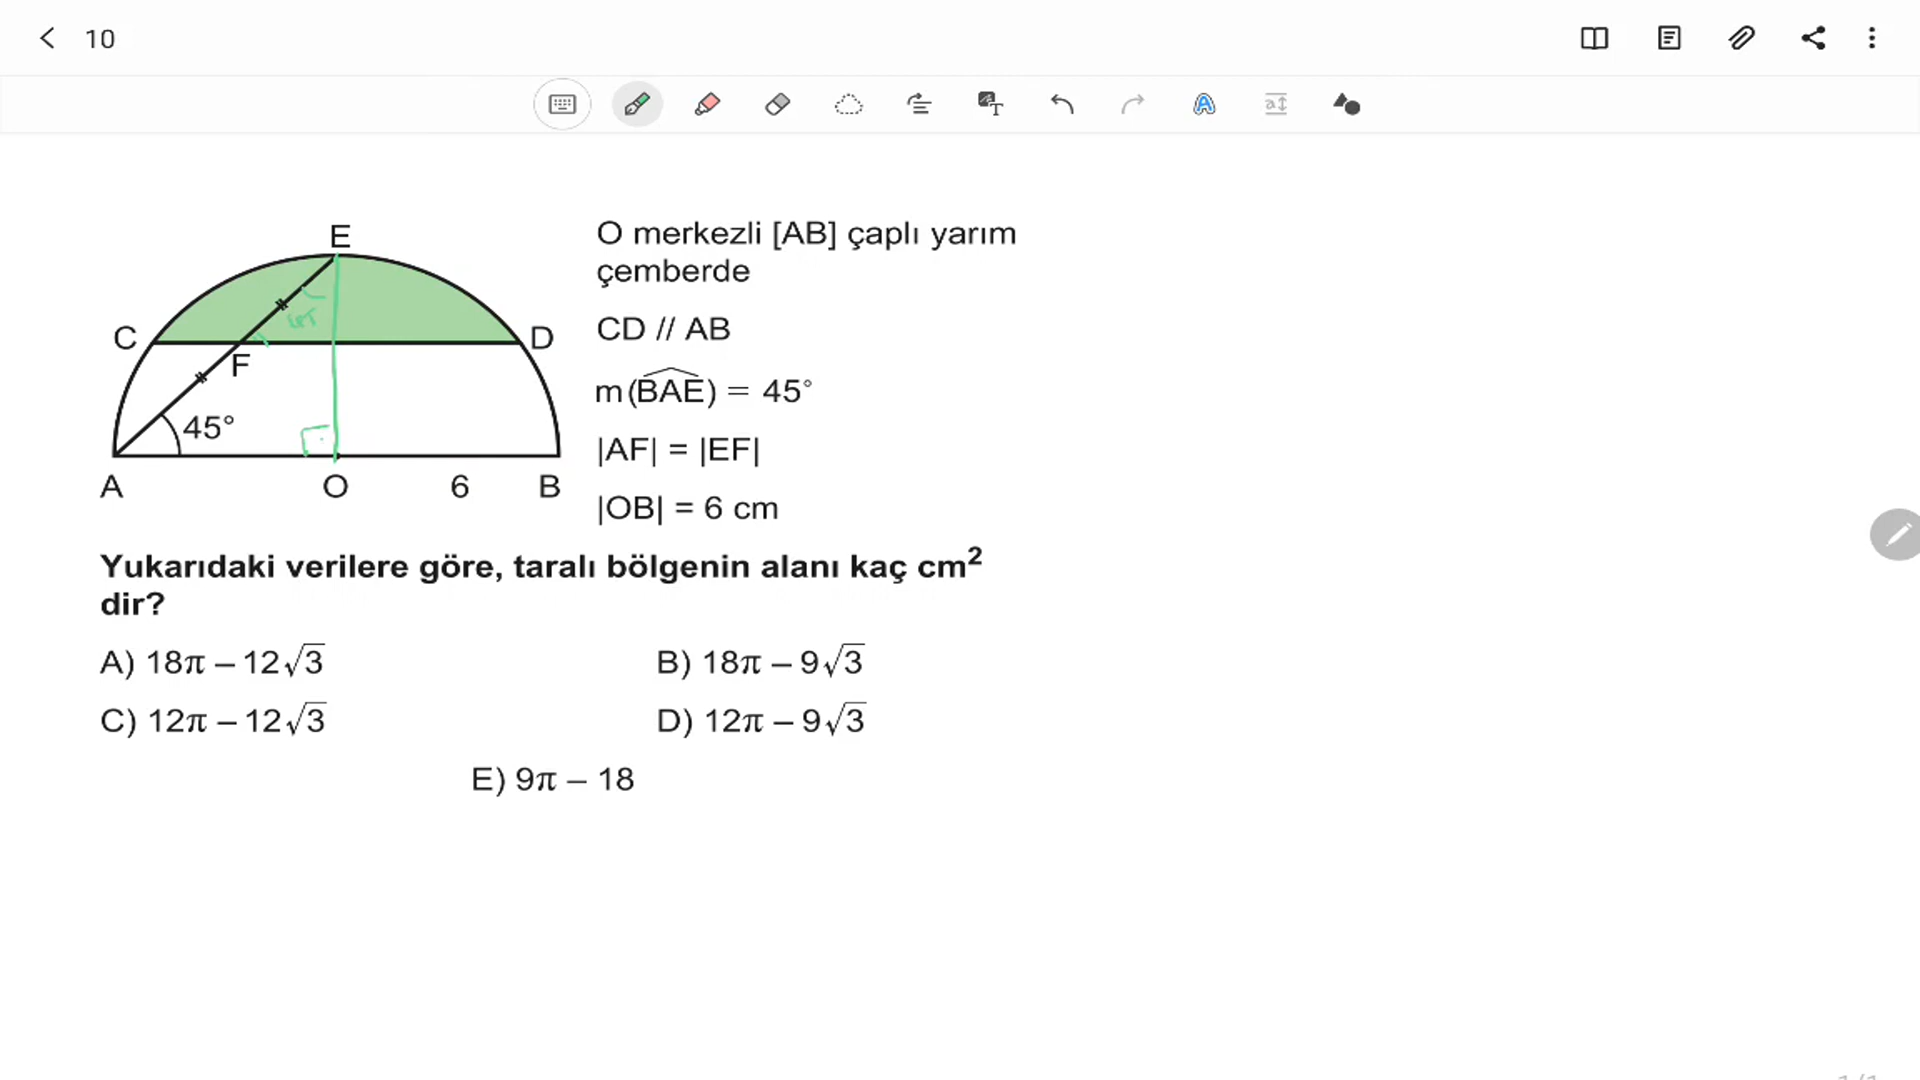 10
E
O merkezli [AB] çaplı yarım
çemberde
C
D
CD // AB
F
m(BAE) = 45°
45°
45°
|AF| = |EF|
A
O
6
B
|OB| = 6 cm
Yukarıdaki verilere göre, taralı bölgenin alanı kaç cm²
dir?
A) 18π – 12√3
B) 18π – 9√3
C) 12π – 12√3
D) 12π – 9√3
E) 9π – 18